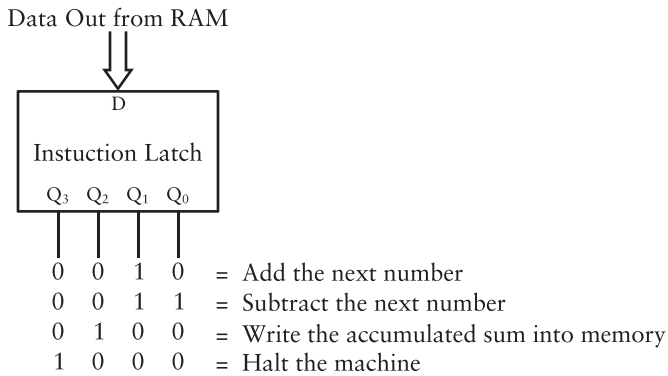 Data Out from RAM
D
Instuction Latch
Q₃ Q₂ Q₁ Q₀
0 0 1 0 = Add the next number
0 0 1 1 = Subtract the next number
0 1 0 0 = Write the accumulated sum into memory
1 0 0 0 = Halt the machine